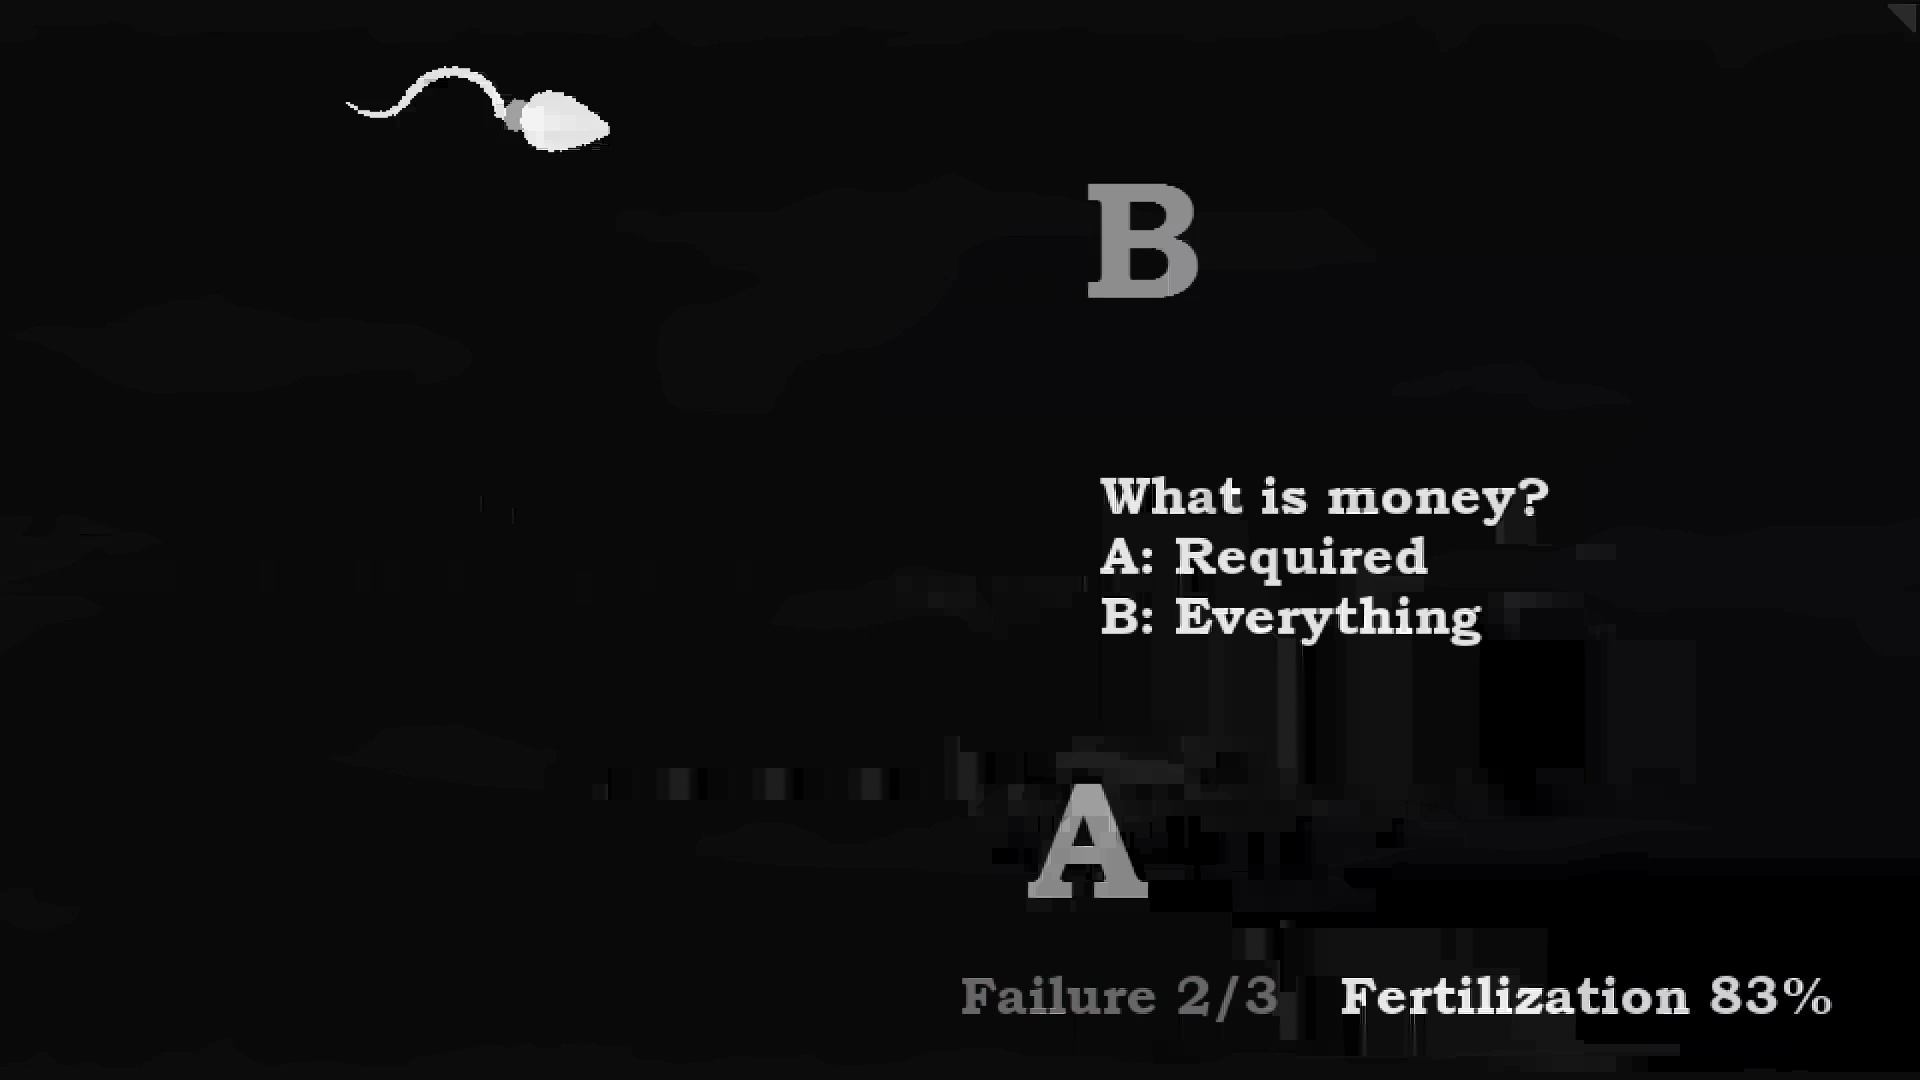 B
What is money?
A: Required
B: Everything
A
Failure 2/3
Fertilization 83%